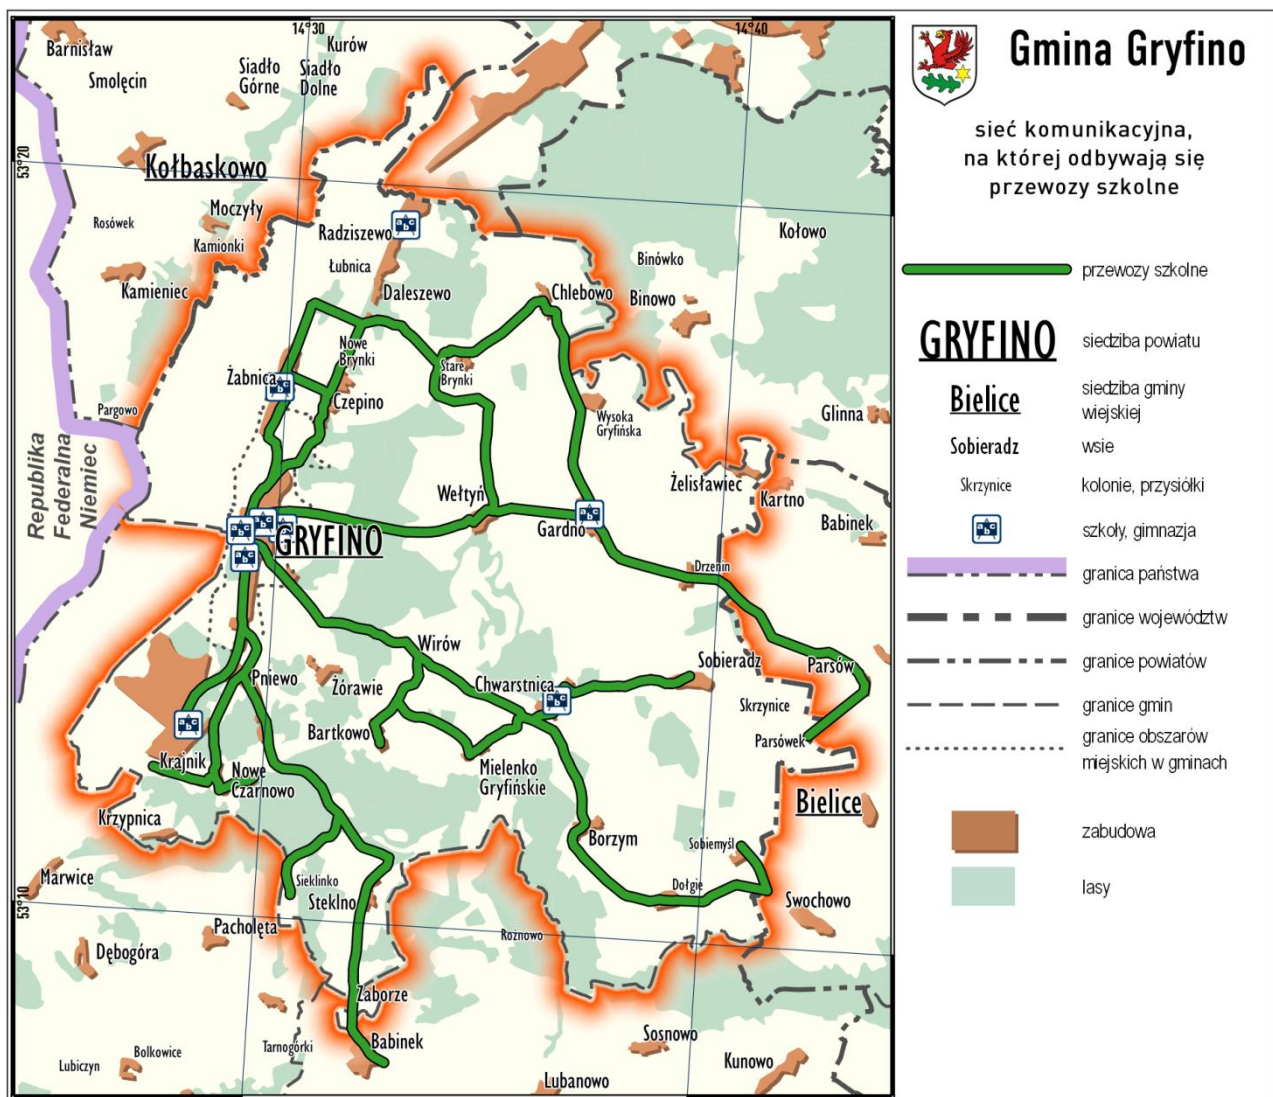 14°30
14°40
53°20
53°10
Barnisław
Smolęcin
Siadło
Górne
Kurów
Siadło
Dolne
Kołbaskowo
Rosówek
Moczyły
Kamionki
Kamieniec
Pargowo
Radziszewo
Łubnica
Daleszewo
Chlebowo
Binówko
Binowo
Kołowo
Nowe
Brynki
Stare
Brynki
Żabnica
Czepino
Wysoka
Gryfińska
Glinna
Żelisławiec
Kartno
Babinek
Wełtyń
Gardno
GRYFINO
Drzenin
Republika
Federalna
Niemiec
Wirów
Sobieradz
Parsów
Chwarstnica
Skrzynice
Parsówek
Pniewo
Żórawie
Bartkowo
Krajnik
Nowe
Czarnowo
Mielenko
Gryfińskie
Bielice
Krzypnica
Borzym
Sobiemyśl
Marwice
Sieklinko
Steklno
Dołgie
Swochowo
Pacholęta
Rożnowo
Dębogóra
Zaborze
Babinek
Tarnogórki
Lubiczyn
Bolkowice
Sosnowo
Kunowo
Lubanowo
Gmina Gryfino
sieć komunikacyjna,
na której odbywają się
przewozy szkolne
przewozy szkolne
GRYFINO
siedziba powiatu
Bielice
siedziba gminy
wiejskiej
Sobieradz
wsie
Skrzynice
kolonie, przysiółki
a b c
szkoły, gimnazja
granica państwa
granice województw
granice powiatów
granice gmin
granice obszarów
miejskich w gminach
zabudowa
lasy